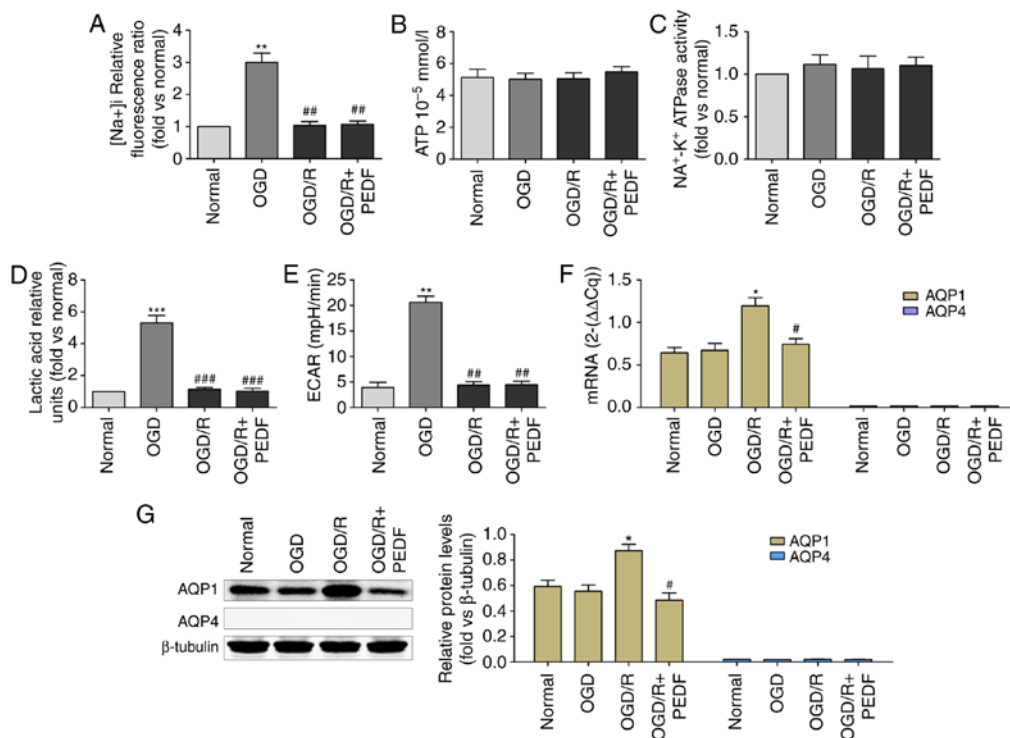 A
[Na+]i Relative
fluorescence ratio
(fold vs normal)
4
3
2
1
0
**
##
##
Normal
OGD
OGD/R
OGD/R+
PEDF
B
ATP 10⁻⁵ mmol/l
8
6
4
2
0
Normal
OGD
OGD/R
OGD/R+
PEDF
C
NA⁺-K⁺ ATPase activity
(fold vs normal)
1.5
1.0
0.5
0.0
Normal
OGD
OGD/R
OGD/R+
PEDF
D
Lactic acid relative
units (fold vs normal)
8
6
4
2
0
***
###
###
Normal
OGD
OGD/R
OGD/R+
PEDF
E
ECAR (mpH/min)
25
20
15
10
5
0
**
##
##
Normal
OGD
OGD/R
OGD/R+
PEDF
F
mRNA (2-(ΔΔCq))
1.5
1.0
0.5
0.0
*
#
AQP1
AQP4
Normal
OGD
OGD/R
OGD/R+
PEDF
Normal
OGD
OGD/R
OGD/R+
PEDF
G
Normal
OGD
OGD/R
OGD/R+
PEDF
AQP1
AQP4
β-tubulin
Relative protein levels
(fold vs β-tubulin)
1.0
0.8
0.6
0.4
0.2
0.0
*
#
AQP1
AQP4
Normal
OGD
OGD/R
OGD/R+
PEDF
Normal
OGD
OGD/R
OGD/R+
PEDF